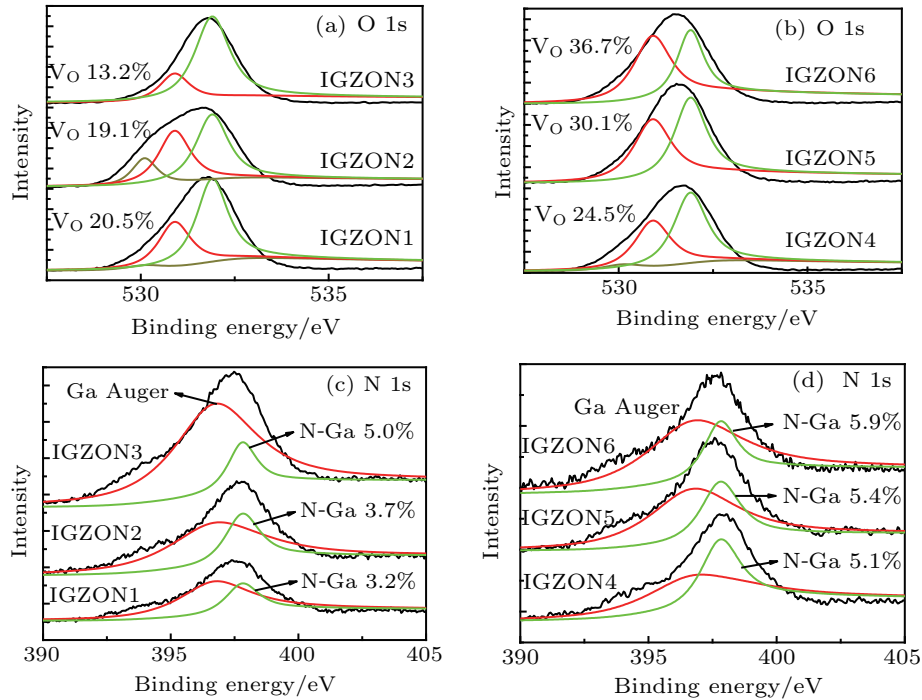 (a) O 1s
V_O 13.2%
IGZON3
V_O 19.1%
IGZON2
V_O 20.5%
IGZON1
Intensity
530
535
Binding energy/eV
(b) O 1s
V_O 36.7%
IGZON6
V_O 30.1%
IGZON5
V_O 24.5%
IGZON4
Intensity
530
535
Binding energy/eV
(c) N 1s
Ga Auger
N-Ga 5.0%
IGZON3
N-Ga 3.7%
IGZON2
N-Ga 3.2%
IGZON1
Intensity
390
395
400
405
Binding energy/eV
(d) N 1s
Ga Auger
N-Ga 5.9%
IGZON6
N-Ga 5.4%
IGZON5
N-Ga 5.1%
IGZON4
Intensity
390
395
400
405
Binding energy/eV